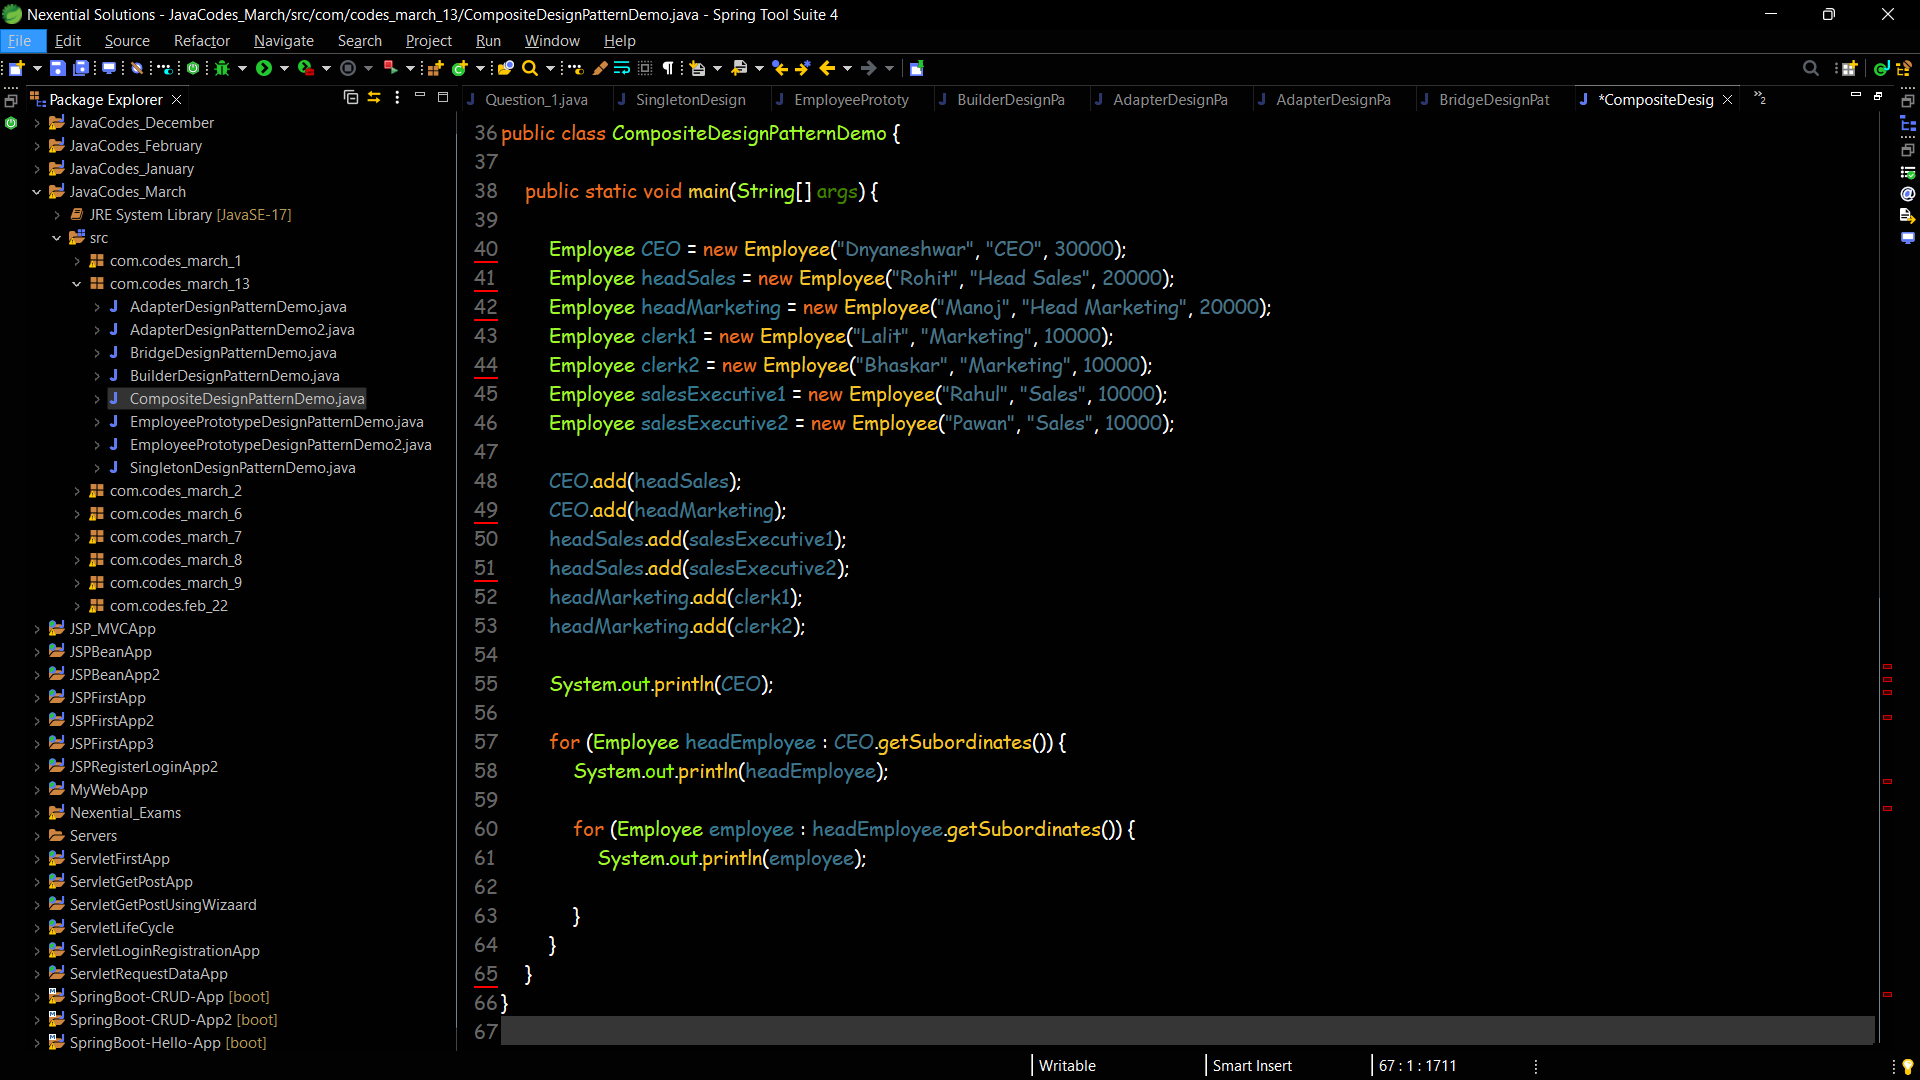 Nexential Solutions - JavaCodes_March/src/com/codes_march_13/CompositeDesignPatternDemo.java - Spring Tool Suite 4
File Edit Source Refactor Navigate Search Project Run Window Help
Package Explorer
Question_1.java SingletonDesign EmployeePrototy BuilderDesignPa AdapterDesignPa AdapterDesignPa BridgeDesignPat *CompositeDesig 2
JavaCodes_December
JavaCodes_February
JavaCodes_January
JavaCodes_March
JRE System Library [JavaSE-17]
src
com.codes_march_1
com.codes_march_13
AdapterDesignPatternDemo.java
AdapterDesignPatternDemo2.java
BridgeDesignPatternDemo.java
BuilderDesignPatternDemo.java
CompositeDesignPatternDemo.java
EmployeePrototypeDesignPatternDemo.java
EmployeePrototypeDesignPatternDemo2.java
SingletonDesignPatternDemo.java
com.codes_march_2
com.codes_march_6
com.codes_march_7
com.codes_march_8
com.codes_march_9
com.codes.feb_22
JSP_MVCApp
JSPBeanApp
JSPBeanApp2
JSPFirstApp
JSPFirstApp2
JSPFirstApp3
JSPRegisterLoginApp2
MyWebApp
Nexential_Exams
Servers
ServletFirstApp
ServletGetPostApp
ServletGetPostUsingWizaard
ServletLifeCycle
ServletLoginRegistrationApp
ServletRequestDataApp
SpringBoot-CRUD-App [boot]
SpringBoot-CRUD-App2 [boot]
SpringBoot-Hello-App [boot]
36 public class CompositeDesignPatternDemo {
37
38 public static void main(String[] args) {
39
40 Employee CEO = new Employee("Dnyaneshwar", "CEO", 30000);
41 Employee headSales = new Employee("Rohit", "Head Sales", 20000);
42 Employee headMarketing = new Employee("Manoj", "Head Marketing", 20000);
43 Employee clerk1 = new Employee("Lalit", "Marketing", 10000);
44 Employee clerk2 = new Employee("Bhaskar", "Marketing", 10000);
45 Employee salesExecutive1 = new Employee("Rahul", "Sales", 10000);
46 Employee salesExecutive2 = new Employee("Pawan", "Sales", 10000);
47
48 CEO.add(headSales);
49 CEO.add(headMarketing);
50 headSales.add(salesExecutive1);
51 headSales.add(salesExecutive2);
52 headMarketing.add(clerk1);
53 headMarketing.add(clerk2);
54
55 System.out.println(CEO);
56
57 for (Employee headEmployee : CEO.getSubordinates()) {
58 System.out.println(headEmployee);
59
60 for (Employee employee : headEmployee.getSubordinates()) {
61 System.out.println(employee);
62
63 }
64 }
65 }
66 }
67
Writable Smart Insert 67 : 1 : 1711